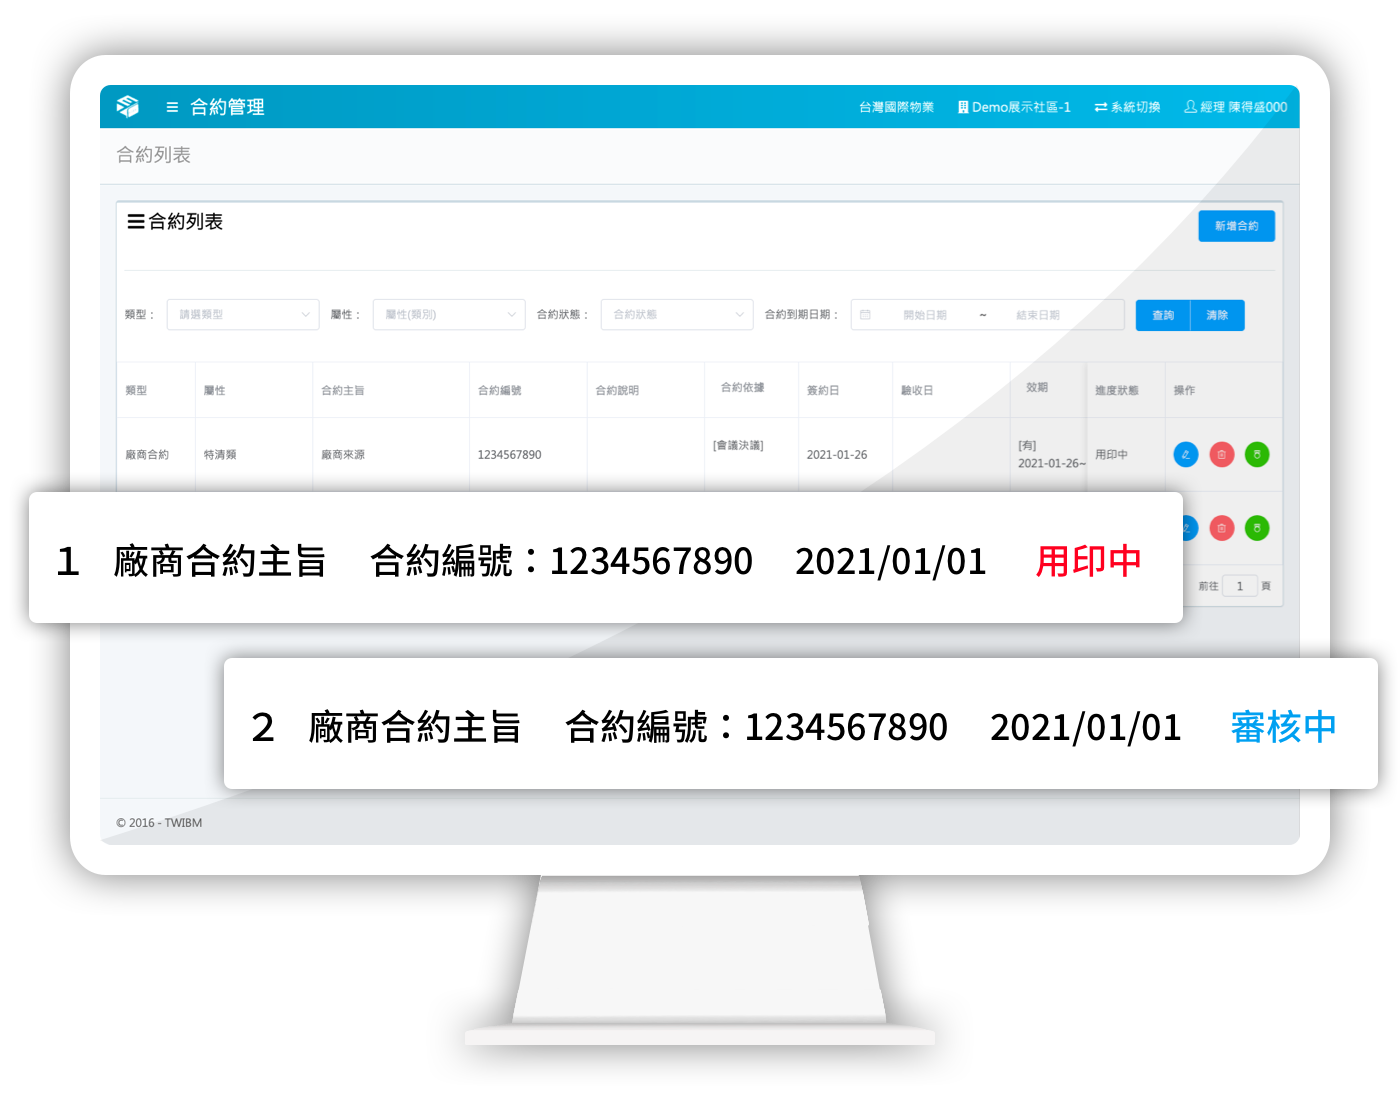 合約管理 台灣國際物業 Demo展示社區-1 系統切換 經理 陳得盛000
合約列表
合約列表 新增合約
類型： 請選類型 屬性： 屬性(類別) 合約狀態： 合約狀態 合約到期日期： 開始日期 ~ 結束日期 查詢 清除
類型 屬性 合約主旨 合約編號 合約說明 合約依據 簽約日 驗收日 效期 進度狀態 操作
廠商合約 特清類 廠商來源 1234567890 [會議決議] 2021-01-26 [有] 2021-01-26~ 用印中
1 廠商合約主旨 合約編號：1234567890 2021/01/01 用印中
前往 1 頁
2 廠商合約主旨 合約編號：1234567890 2021/01/01 審核中
© 2016 - TWIBM